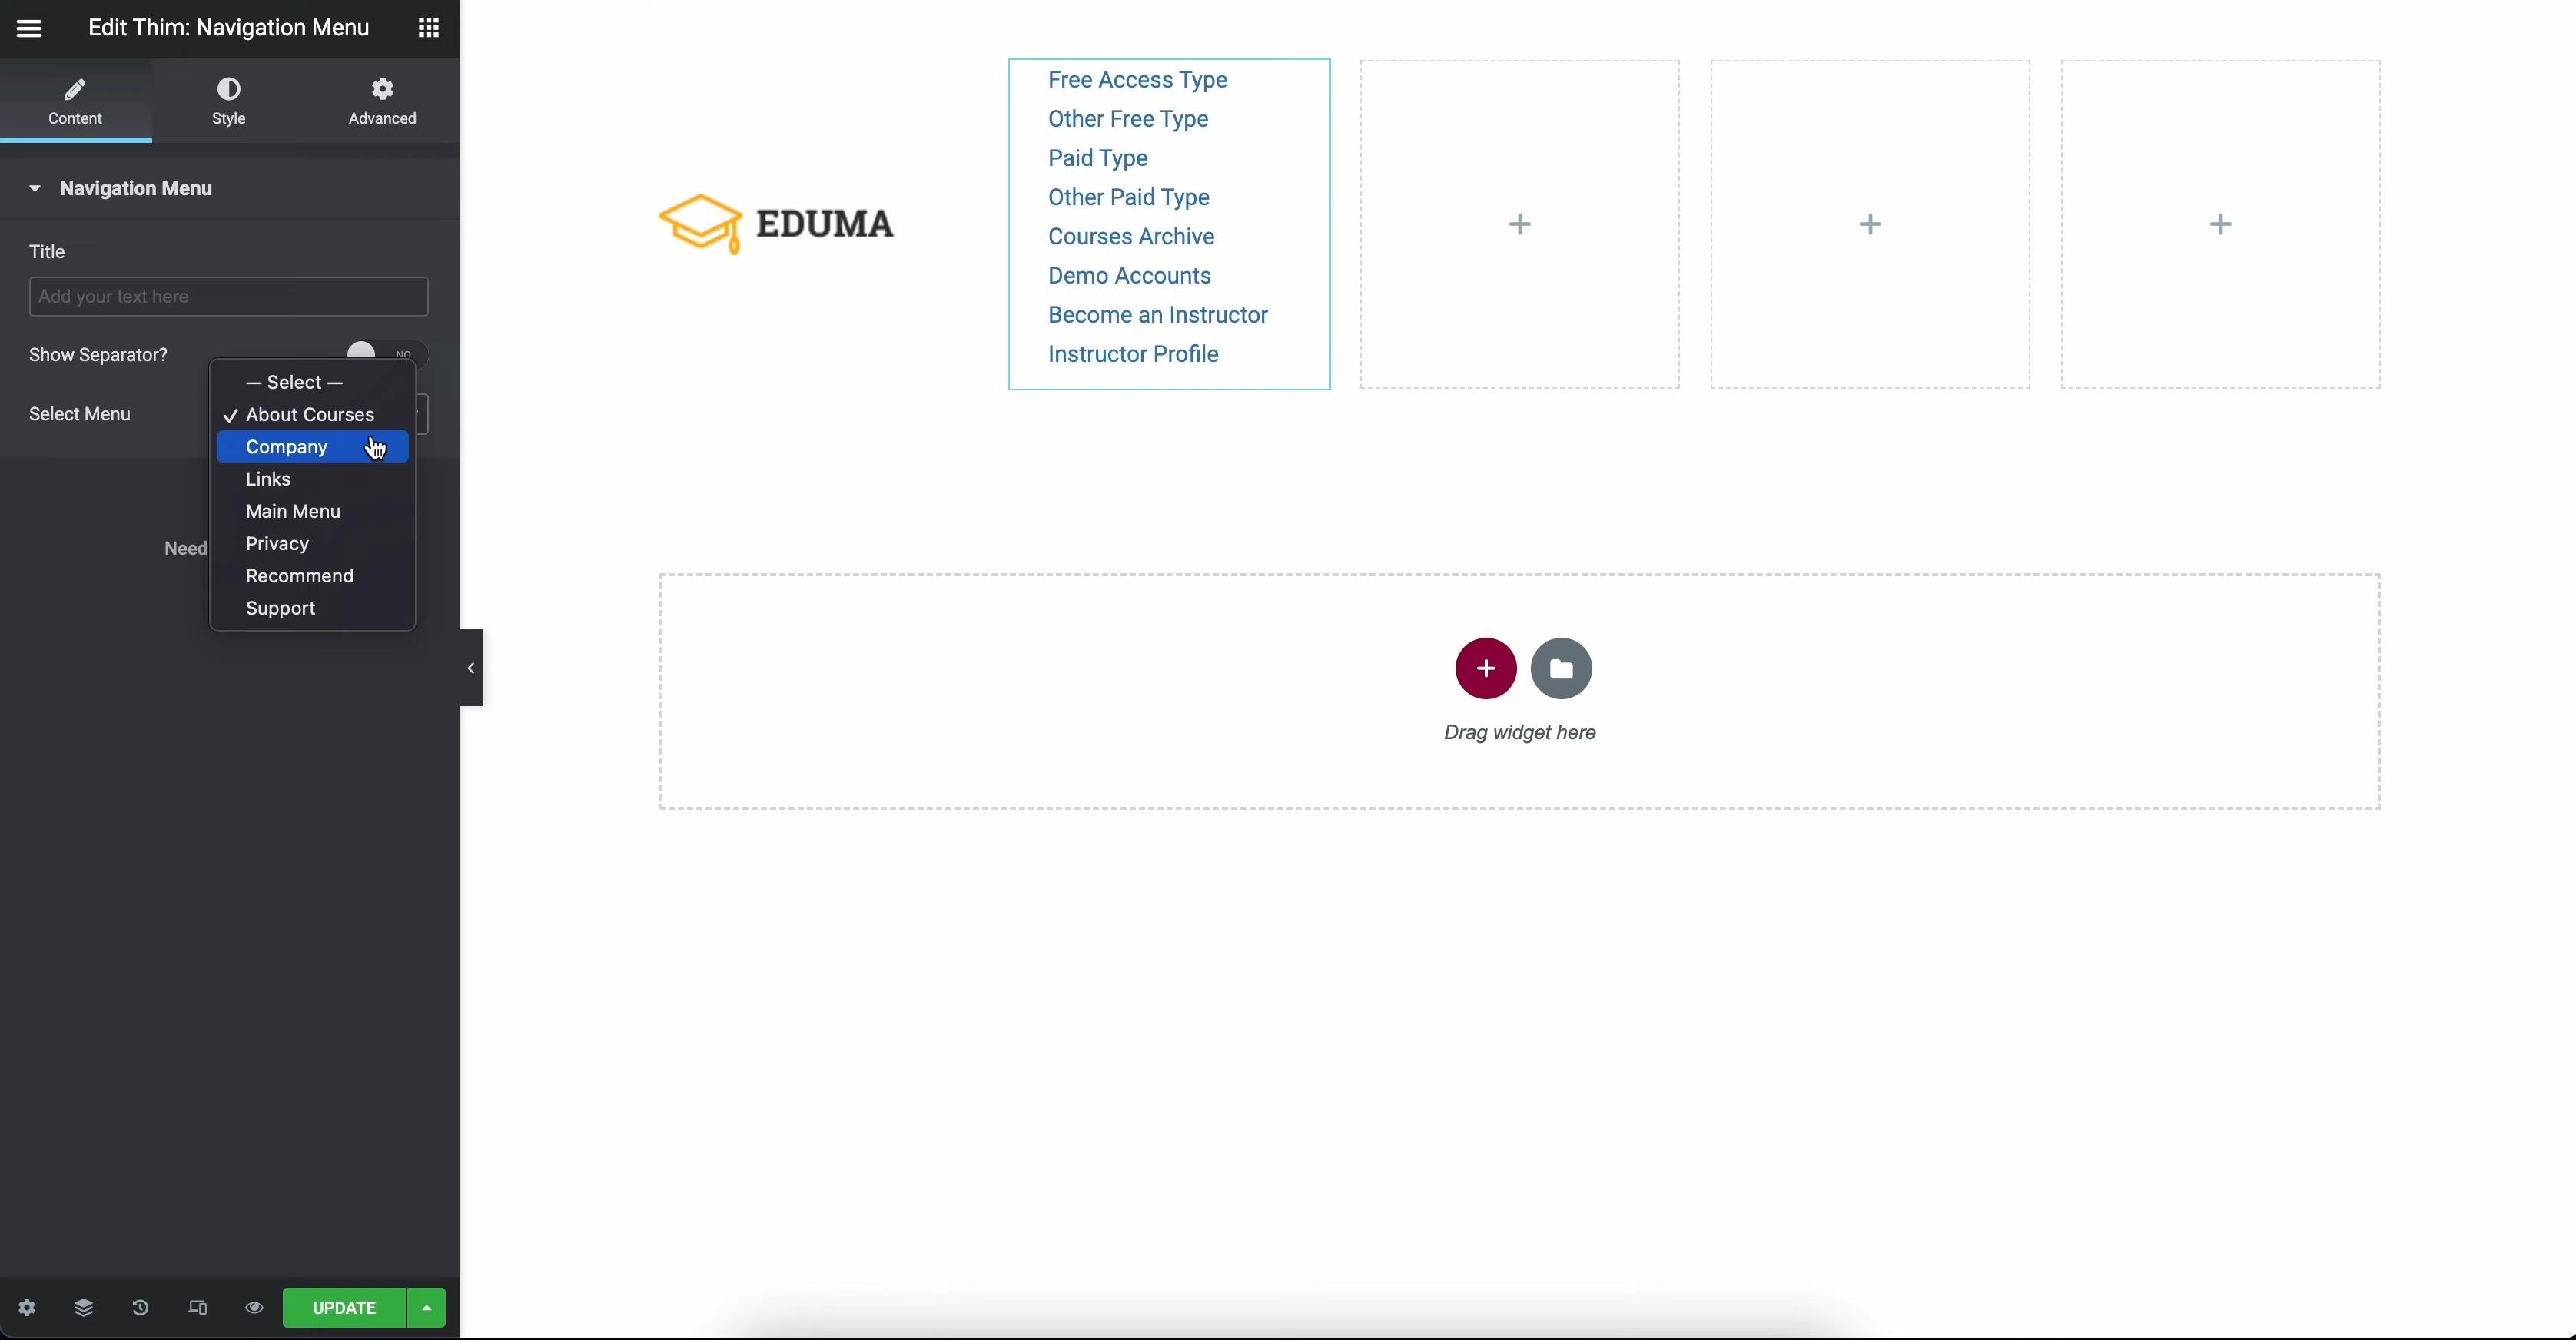 Edit Thim: Navigation Menu
Content
Style
Advanced
Navigation Menu
Title
Add your text here
Show Separator?
NO
Select Menu
— Select —
✓ About Courses
Company
Links
Main Menu
Privacy
Recommend
Support
Need
UPDATE
EDUMA
Free Access Type
Other Free Type
Paid Type
Other Paid Type
Courses Archive
Demo Accounts
Become an Instructor
Instructor Profile
Drag widget here